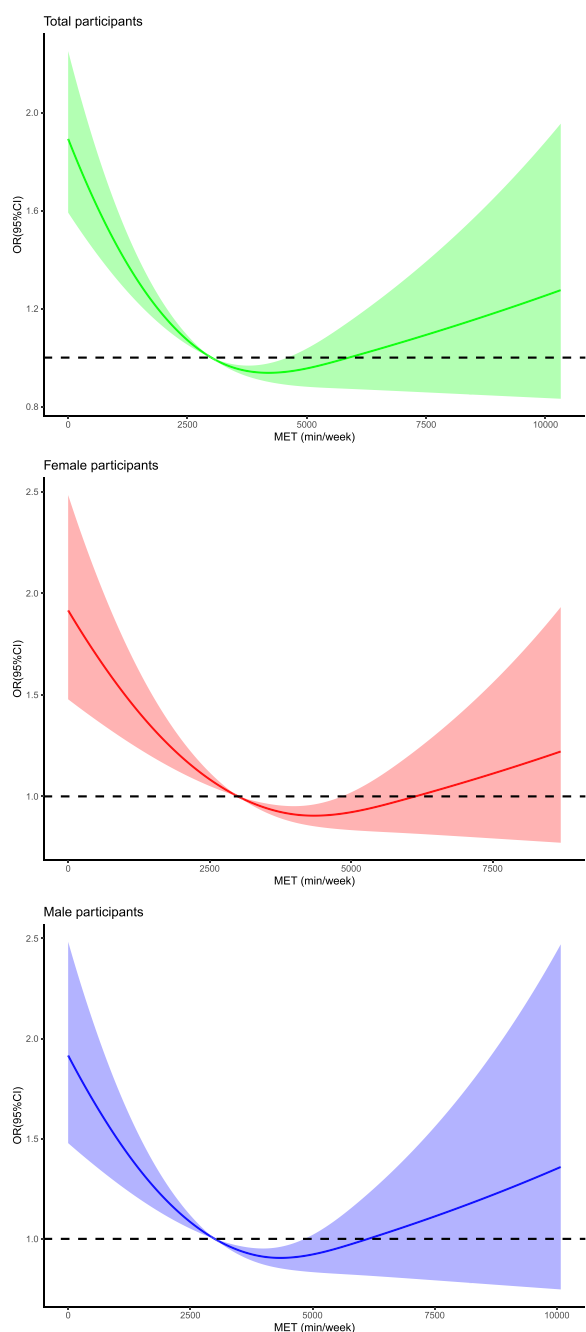 Total participants
OR(95%CI)
2.0
1.6
1.2
0.8
0 2500 5000 7500 10000
MET (min/week)
Female participants
OR(95%CI)
2.5
2.0
1.5
1.0
0 2500 5000 7500
MET (min/week)
Male participants
OR(95%CI)
2.5
2.0
1.5
1.0
0 2500 5000 7500 10000
MET (min/week)